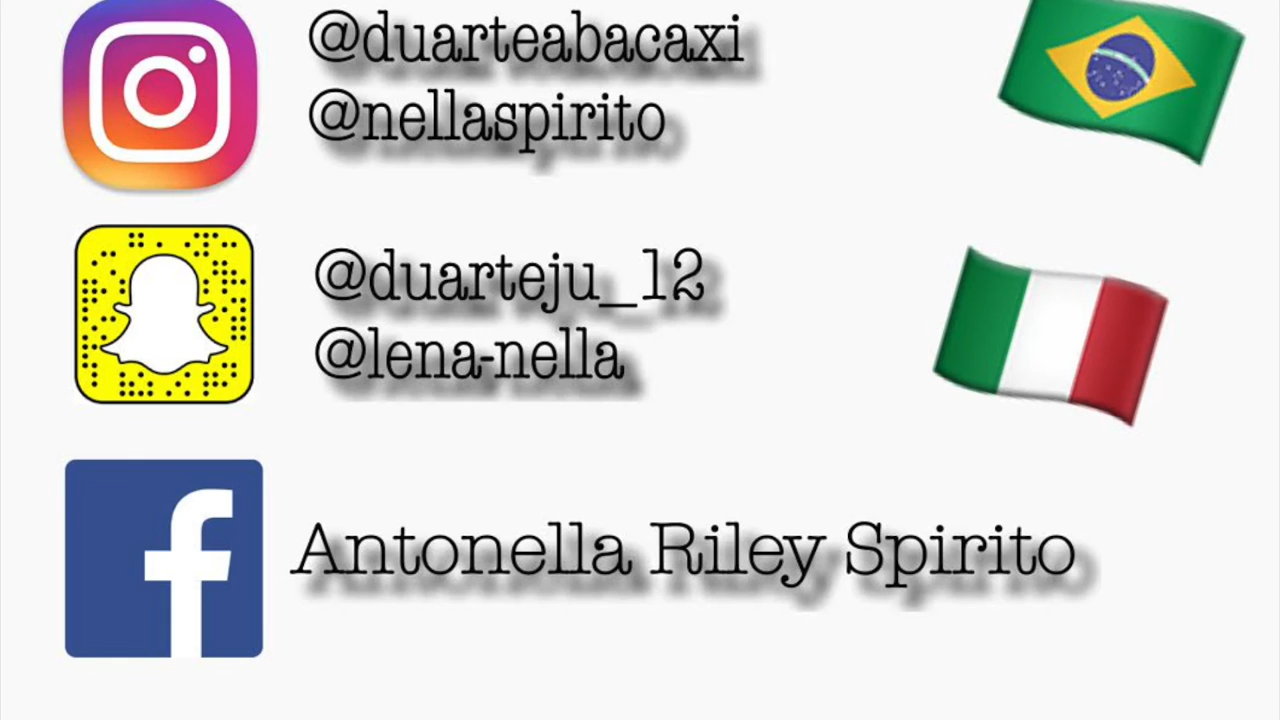 @duarteabacaxi
@nellaspirito
@duarteju_12
@lena-nella
Antonella Riley Spirito